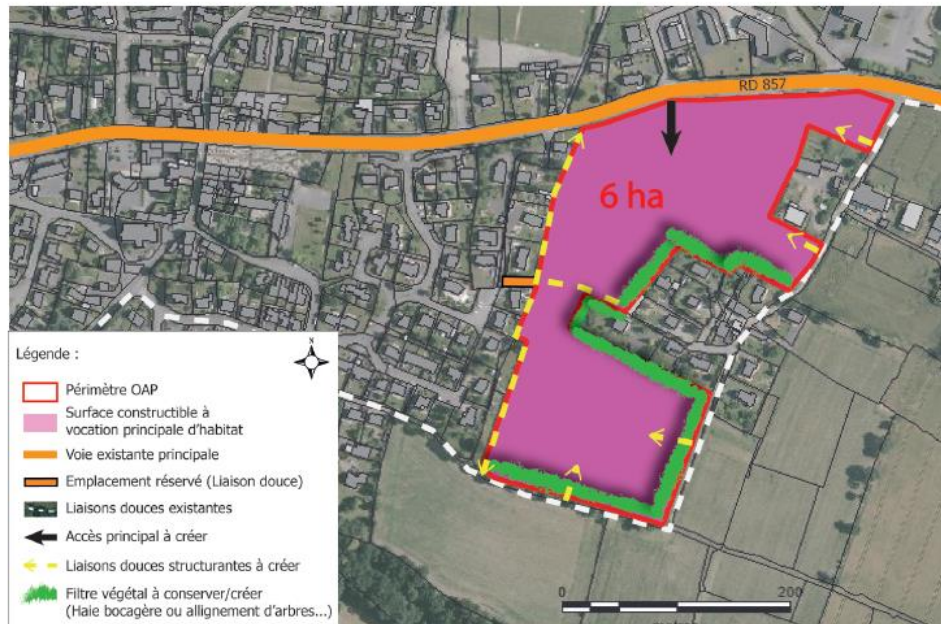 RD 857
6 ha
Légende :
N
Périmètre OAP
Surface constructible à
vocation principale d'habitat
Voie existante principale
Emplacement réservé (Liaison douce)
Liaisons douces existantes
Accès principal à créer
Liaisons douces structurantes à créer
Filtre végétal à conserver/créer
(Haie bocagère ou allignement d'arbres...)
0 200